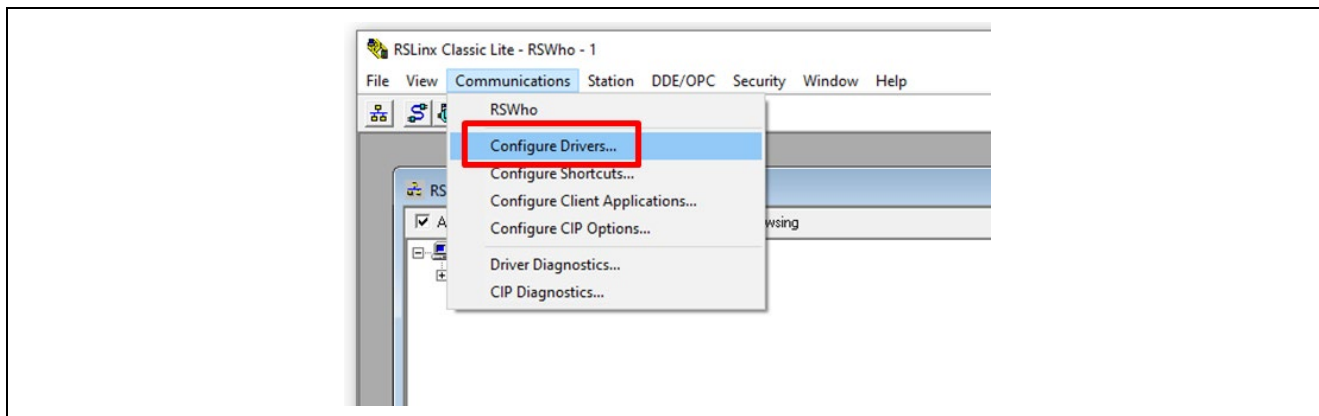 RSLinx Classic Lite - RSWho - 1
File View Communications Station DDE/OPC Security Window Help
RSWho
Configure Drivers...
Configure Shortcuts...
RS
Configure Client Applications...
A
wsing
Configure CIP Options...
Driver Diagnostics...
CIP Diagnostics...